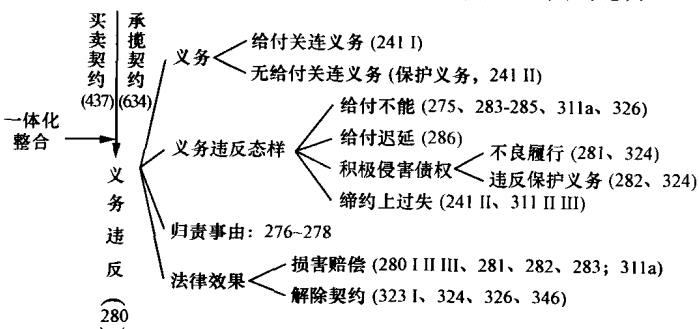 买卖契约
(437)
承揽契约
(634)
一体化
整合
义务违反
(280)
义务
给付关连义务 (241 I)
无给付关连义务 (保护义务，241 II)
义务违反态样
给付不能 (275、283-285、311a、326)
给付迟延 (286)
积极侵害债权
不良履行 (281、324)
违反保护义务 (282、324)
缔约上过失 (241 II、311 II III)
归责事由：276~278
法律效果
损害赔偿 (280 I II III、281、282、283；311a)
解除契约 (323 I、324、326、346)